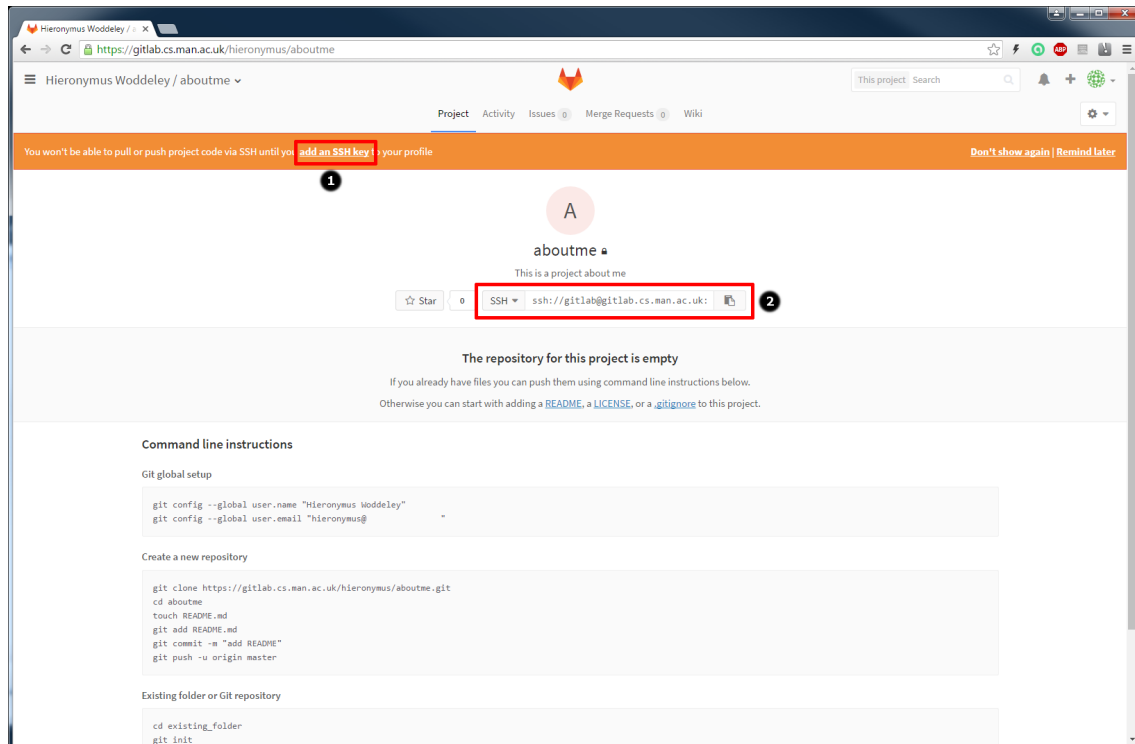 Hieronymus Woddeley / a
https://gitlab.cs.man.ac.uk/hieronymus/aboutme
ABP
Hieronymus Woddeley / aboutme
This project Search
Project Activity Issues 0 Merge Requests 0 Wiki
You won't be able to pull or push project code via SSH until you add an SSH key to your profile
Don't show again | Remind later
1
A
aboutme
This is a project about me
Star 0 SSH ssh://gitlab@gitlab.cs.man.ac.uk: 2
The repository for this project is empty
If you already have files you can push them using command line instructions below.
Otherwise you can start with adding a README, a LICENSE, or a .gitignore to this project.
Command line instructions
Git global setup
git config --global user.name "Hieronymus Woddeley"
git config --global user.email "hieronymus@ "
Create a new repository
git clone https://gitlab.cs.man.ac.uk/hieronymus/aboutme.git
cd aboutme
touch README.md
git add README.md
git commit -m "add README"
git push -u origin master
Existing folder or Git repository
cd existing_folder
git init